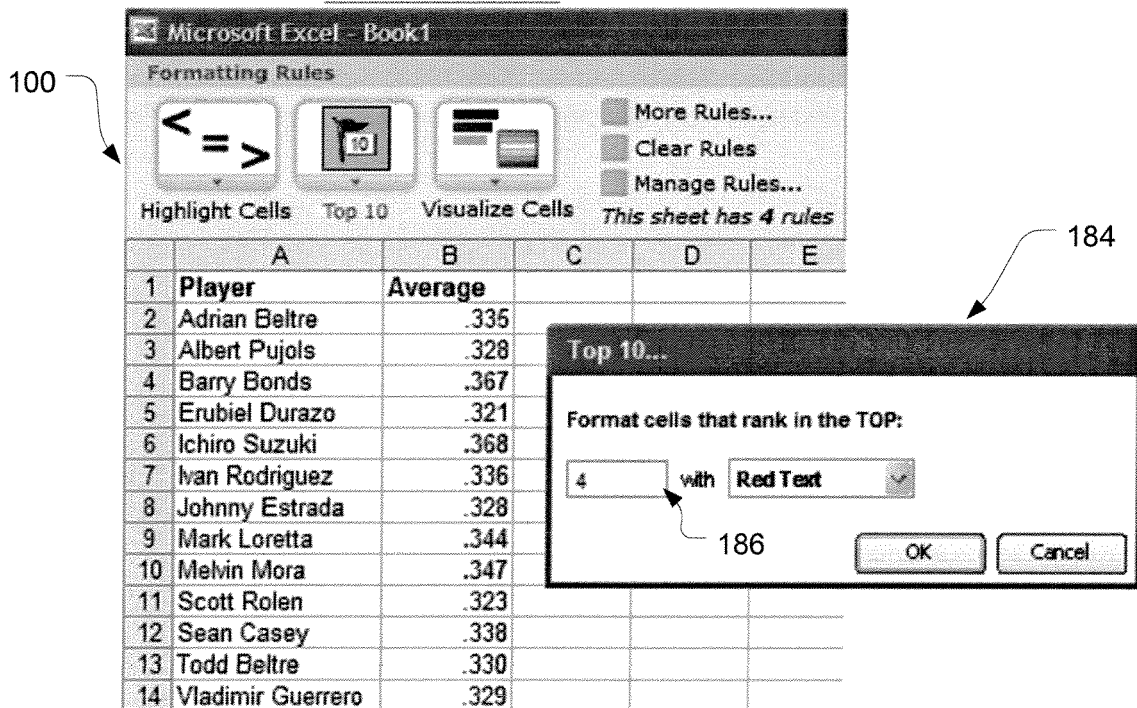 Microsoft Excel - Book1
Formatting Rules
100
< = >
10
More Rules...
Clear Rules
Manage Rules...
Highlight Cells Top 10 Visualize Cells This sheet has 4 rules
184
A B C D E
1 Player Average
2 Adrian Beltre .335
3 Albert Pujols .328
4 Barry Bonds .367
5 Erubiel Durazo .321
6 Ichiro Suzuki .368
7 Ivan Rodriguez .336
8 Johnny Estrada .328
9 Mark Loretta .344
10 Melvin Mora .347
11 Scott Rolen .323
12 Sean Casey .338
13 Todd Beltre .330
14 Vladimir Guerrero .329
Top 10...
Format cells that rank in the TOP:
4 with Red Text
186
OK Cancel